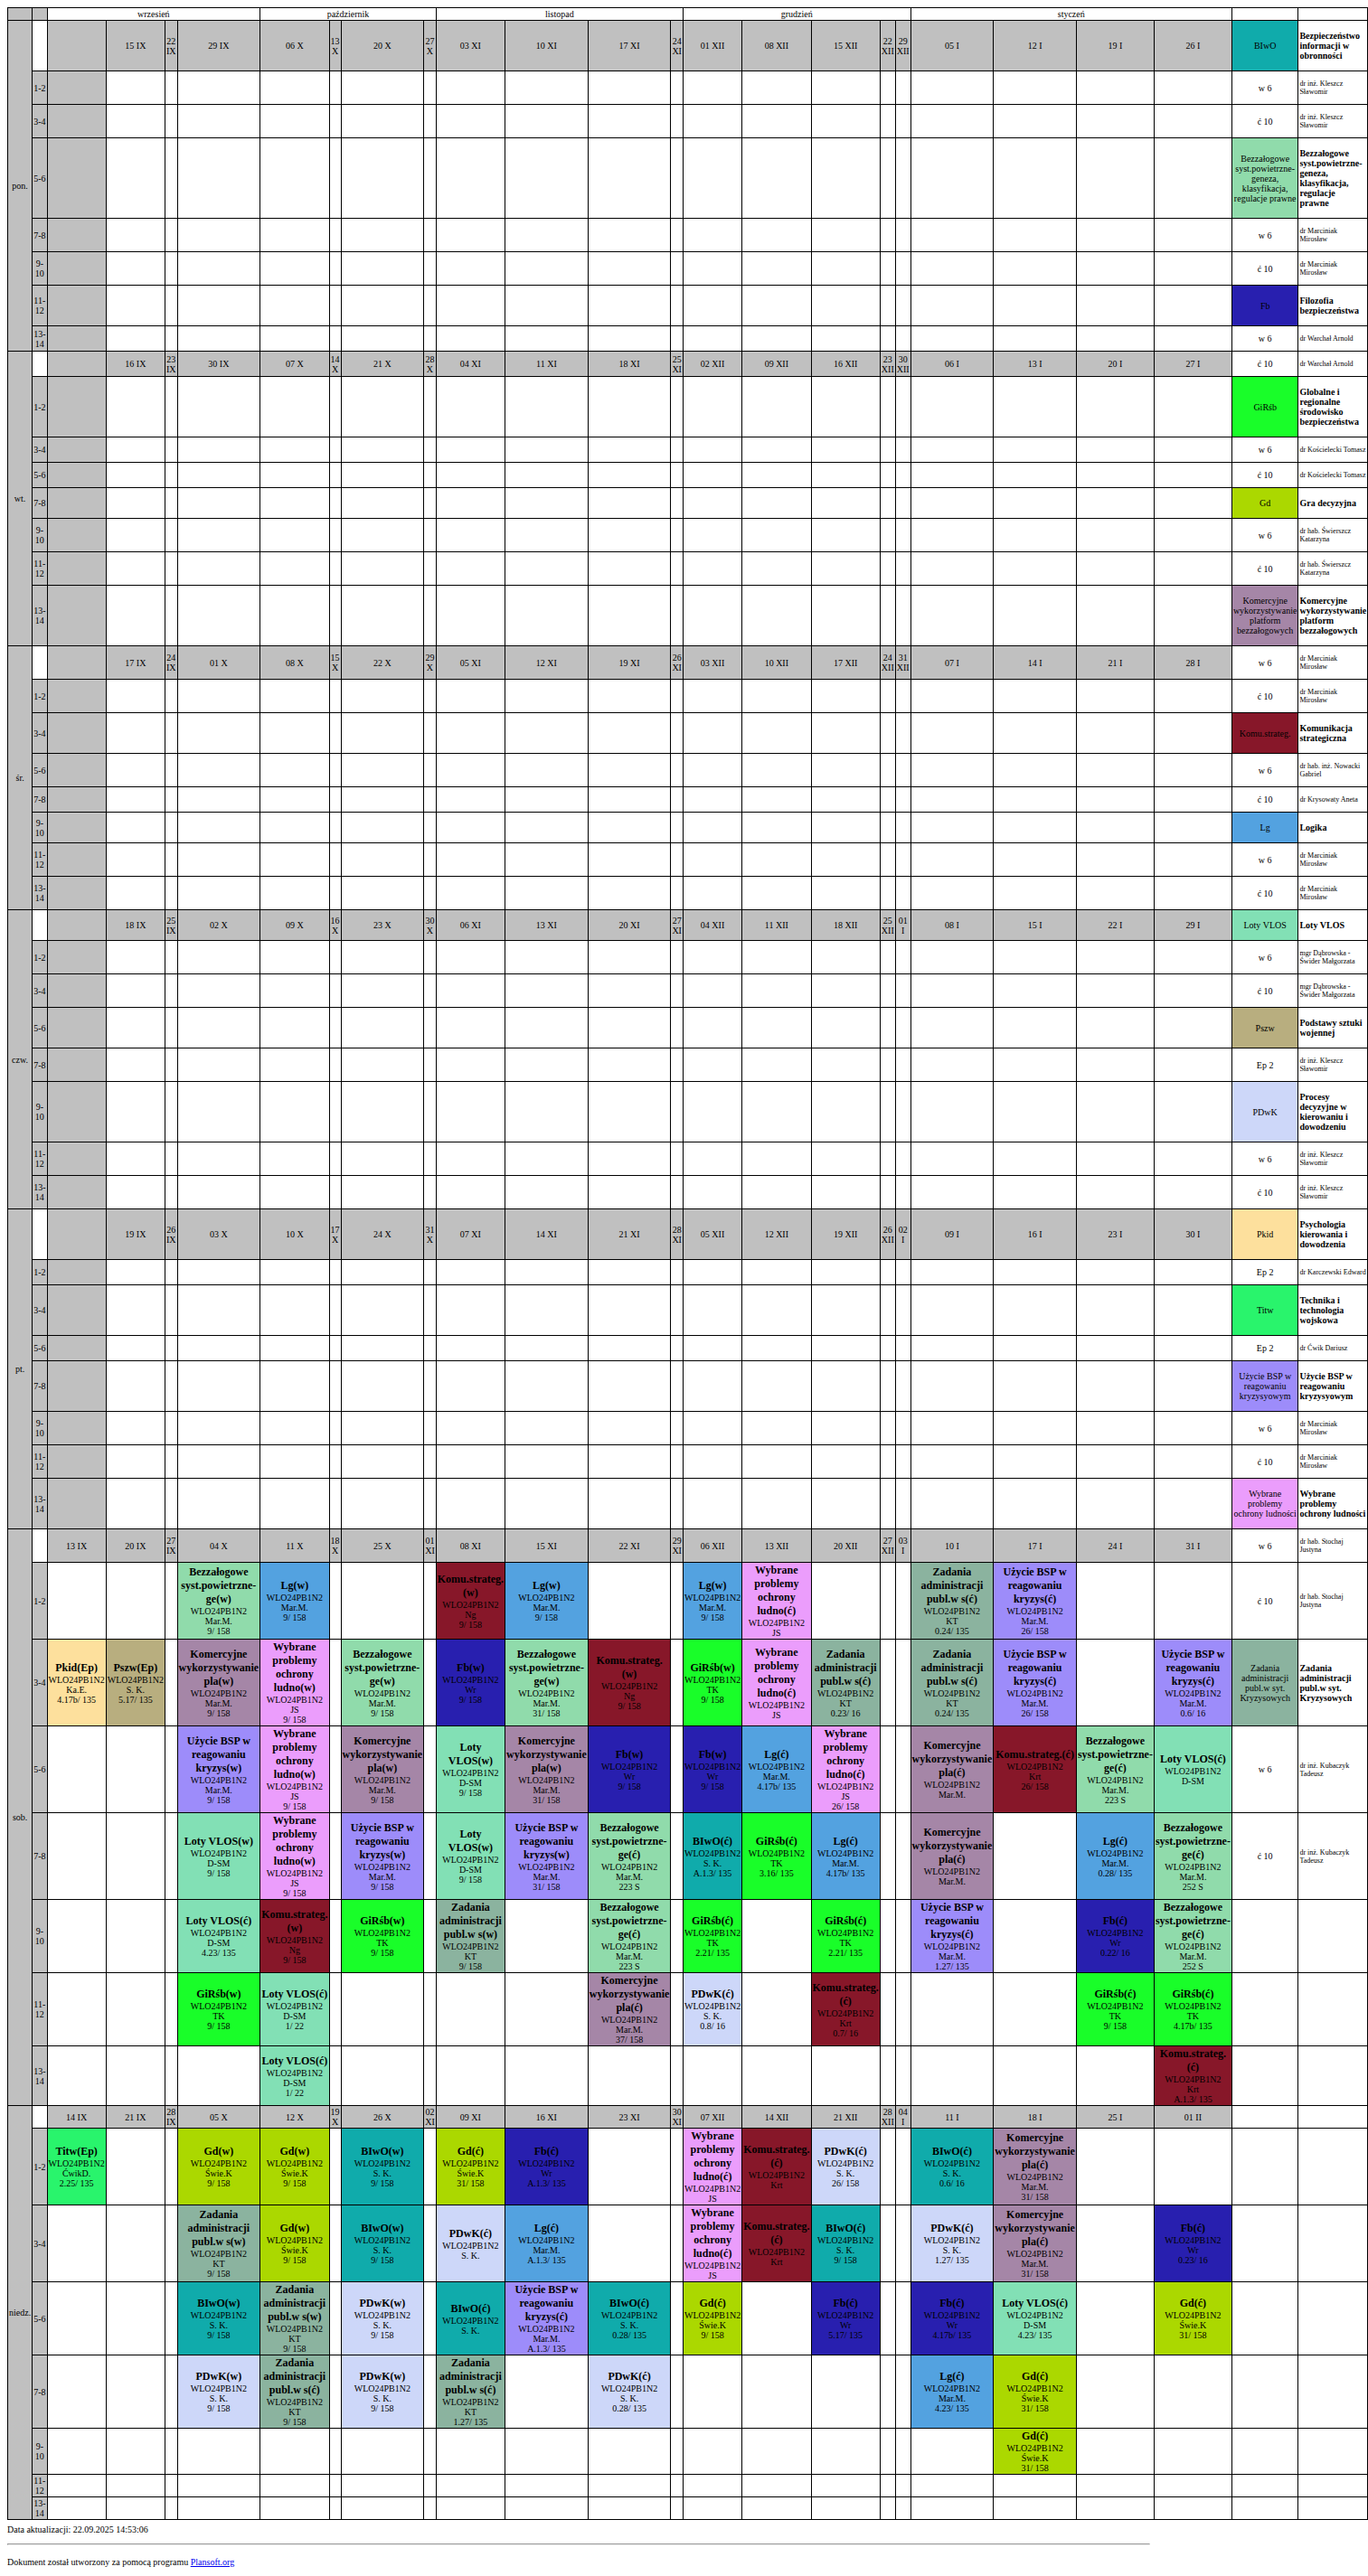 wrzesień październik listopad grudzień styczeń
pon. 15 IX 22 IX 29 IX 06 X 13 X 20 X 27 X 03 XI 10 XI 17 XI 24 XI 01 XII 08 XII 15 XII 22 XII 29 XII 05 I 12 I 19 I 26 I BIwO Bezpieczeństwo informacji w obronności
1-2 w 6 dr inż. Kleszcz Sławomir
3-4 ć 10 dr inż. Kleszcz Sławomir
5-6 Bezzałogowe syst.powietrzne-geneza, klasyfikacja, regulacje prawne Bezzałogowe syst.powietrzne-geneza, klasyfikacja, regulacje prawne
7-8 w 6 dr Marciniak Mirosław
9-10 ć 10 dr Marciniak Mirosław
11-12 Fb Filozofia bezpieczeństwa
13-14 w 6 dr Warchał Arnold
wt. 16 IX 23 IX 30 IX 07 X 14 X 21 X 28 X 04 XI 11 XI 18 XI 25 XI 02 XII 09 XII 16 XII 23 XII 30 XII 06 I 13 I 20 I 27 I ć 10 dr Warchał Arnold
1-2 GiRśb Globalne i regionalne środowisko bezpieczeństwa
3-4 w 6 dr Kościelecki Tomasz
5-6 ć 10 dr Kościelecki Tomasz
7-8 Gd Gra decyzyjna
9-10 w 6 dr hab. Świerszcz Katarzyna
11-12 ć 10 dr hab. Świerszcz Katarzyna
13-14 Komercyjne wykorzystywanie platform bezzałogowych Komercyjne wykorzystywanie platform bezzałogowych
śr. 17 IX 24 IX 01 X 08 X 15 X 22 X 29 X 05 XI 12 XI 19 XI 26 XI 03 XII 10 XII 17 XII 24 XII 31 XII 07 I 14 I 21 I 28 I w 6 dr Marciniak Mirosław
1-2 ć 10 dr Marciniak Mirosław
3-4 Komu.strateg. Komunikacja strategiczna
5-6 w 6 dr hab. inż. Nowacki Gabriel
7-8 ć 10 dr Krysowaty Aneta
9-10 Lg Logika
11-12 w 6 dr Marciniak Mirosław
13-14 ć 10 dr Marciniak Mirosław
czw. 18 IX 25 IX 02 X 09 X 16 X 23 X 30 X 06 XI 13 XI 20 XI 27 XI 04 XII 11 XII 18 XII 25 XII 01 I 08 I 15 I 22 I 29 I Loty VLOS Loty VLOS
1-2 w 6 mgr Dąbrowska - Świder Małgorzata
3-4 ć 10 mgr Dąbrowska - Świder Małgorzata
5-6 Pszw Podstawy sztuki wojennej
7-8 Ep 2 dr inż. Kleszcz Sławomir
9-10 PDwK Procesy decyzyjne w kierowaniu i dowodzeniu
11-12 w 6 dr inż. Kleszcz Sławomir
13-14 ć 10 dr inż. Kleszcz Sławomir
pt. 19 IX 26 IX 03 X 10 X 17 X 24 X 31 X 07 XI 14 XI 21 XI 28 XI 05 XII 12 XII 19 XII 26 XII 02 I 09 I 16 I 23 I 30 I Pkid Psychologia kierowania i dowodzenia
1-2 Ep 2 dr Karczewski Edward
3-4 Titw Technika i technologia wojskowa
5-6 Ep 2 dr Ćwik Dariusz
7-8 Użycie BSP w reagowaniu kryzysyowym Użycie BSP w reagowaniu kryzysyowym
9-10 w 6 dr Marciniak Mirosław
11-12 ć 10 dr Marciniak Mirosław
13-14 Wybrane problemy ochrony ludności Wybrane problemy ochrony ludności
sob. 13 IX 20 IX 27 IX 04 X 11 X 18 X 25 X 01 XI 08 XI 15 XI 22 XI 29 XI 06 XII 13 XII 20 XII 27 XII 03 I 10 I 17 I 24 I 31 I w 6 dr hab. Stochaj Justyna
1-2 Bezzałogowe syst.powietrzne-ge(w) WLO24PB1N2 Mar.M. 9/ 158 Lg(w) WLO24PB1N2 Mar.M. 9/ 158 Komu.strateg.(w) WLO24PB1N2 Ng 9/ 158 Lg(w) WLO24PB1N2 Mar.M. 9/ 158 Lg(w) WLO24PB1N2 Mar.M. 9/ 158 Wybrane problemy ochrony ludno(ć) WLO24PB1N2 JS Zadania administracji publ.w s(ć) WLO24PB1N2 KT 0.24/ 135 Użycie BSP w reagowaniu kryzys(ć) WLO24PB1N2 Mar.M. 26/ 158 ć 10 dr hab. Stochaj Justyna
3-4 Pkid(Ep) WLO24PB1N2 Ka.E. 4.17b/ 135 Pszw(Ep) WLO24PB1N2 S. K. 5.17/ 135 Komercyjne wykorzystywanie pla(w) WLO24PB1N2 Mar.M. 9/ 158 Wybrane problemy ochrony ludno(w) WLO24PB1N2 JS 9/ 158 Bezzałogowe syst.powietrzne-ge(w) WLO24PB1N2 Mar.M. 9/ 158 Fb(w) WLO24PB1N2 Wr 9/ 158 Bezzałogowe syst.powietrzne-ge(w) WLO24PB1N2 Mar.M. 31/ 158 Komu.strateg.(w) WLO24PB1N2 Ng 9/ 158 GiRśb(w) WLO24PB1N2 TK 9/ 158 Wybrane problemy ochrony ludno(ć) WLO24PB1N2 JS Zadania administracji publ.w s(ć) WLO24PB1N2 KT 0.23/ 16 Zadania administracji publ.w s(ć) WLO24PB1N2 KT 0.24/ 135 Użycie BSP w reagowaniu kryzys(ć) WLO24PB1N2 Mar.M. 26/ 158 Użycie BSP w reagowaniu kryzys(ć) WLO24PB1N2 Mar.M. 0.6/ 16 Zadania administracji publ.w syt. Kryzysowych Zadania administracji publ.w syt. Kryzysowych
5-6 Użycie BSP w reagowaniu kryzys(w) WLO24PB1N2 Mar.M. 9/ 158 Wybrane problemy ochrony ludno(w) WLO24PB1N2 JS 9/ 158 Komercyjne wykorzystywanie pla(w) WLO24PB1N2 Mar.M. 9/ 158 Loty VLOS(w) WLO24PB1N2 D-SM 9/ 158 Komercyjne wykorzystywanie pla(w) WLO24PB1N2 Mar.M. 31/ 158 Fb(w) WLO24PB1N2 Wr 9/ 158 Fb(w) WLO24PB1N2 Wr 9/ 158 Lg(ć) WLO24PB1N2 Mar.M. 4.17b/ 135 Wybrane problemy ochrony ludno(ć) WLO24PB1N2 JS 26/ 158 Komercyjne wykorzystywanie pla(ć) WLO24PB1N2 Mar.M. Komu.strateg.(ć) WLO24PB1N2 Krt 26/ 158 Bezzałogowe syst.powietrzne-ge(ć) WLO24PB1N2 Mar.M. 223 S Loty VLOS(ć) WLO24PB1N2 D-SM w 6 dr inż. Kubaczyk Tadeusz
7-8 Loty VLOS(w) WLO24PB1N2 D-SM 9/ 158 Wybrane problemy ochrony ludno(w) WLO24PB1N2 JS 9/ 158 Użycie BSP w reagowaniu kryzys(w) WLO24PB1N2 Mar.M. 9/ 158 Loty VLOS(w) WLO24PB1N2 D-SM 9/ 158 Użycie BSP w reagowaniu kryzys(w) WLO24PB1N2 Mar.M. 31/ 158 Bezzałogowe syst.powietrzne-ge(ć) WLO24PB1N2 Mar.M. 223 S BIwO(ć) WLO24PB1N2 S. K. A.1.3/ 135 GiRśb(ć) WLO24PB1N2 TK 3.16/ 135 Lg(ć) WLO24PB1N2 Mar.M. 4.17b/ 135 Komercyjne wykorzystywanie pla(ć) WLO24PB1N2 Mar.M. Lg(ć) WLO24PB1N2 Mar.M. 0.28/ 135 Bezzałogowe syst.powietrzne-ge(ć) WLO24PB1N2 Mar.M. 252 S ć 10 dr inż. Kubaczyk Tadeusz
9-10 Loty VLOS(ć) WLO24PB1N2 D-SM 4.23/ 135 Komu.strateg.(w) WLO24PB1N2 Ng 9/ 158 GiRśb(w) WLO24PB1N2 TK 9/ 158 Zadania administracji publ.w s(w) WLO24PB1N2 KT 9/ 158 Bezzałogowe syst.powietrzne-ge(ć) WLO24PB1N2 Mar.M. 223 S GiRśb(ć) WLO24PB1N2 TK 2.21/ 135 GiRśb(ć) WLO24PB1N2 TK 2.21/ 135 Użycie BSP w reagowaniu kryzys(ć) WLO24PB1N2 Mar.M. 1.27/ 135 Fb(ć) WLO24PB1N2 Wr 0.22/ 16 Bezzałogowe syst.powietrzne-ge(ć) WLO24PB1N2 Mar.M. 252 S
11-12 GiRśb(w) WLO24PB1N2 TK 9/ 158 Loty VLOS(ć) WLO24PB1N2 D-SM 1/ 22 Komercyjne wykorzystywanie pla(ć) WLO24PB1N2 Mar.M. 37/ 158 PDwK(ć) WLO24PB1N2 S. K. 0.8/ 16 Komu.strateg.(ć) WLO24PB1N2 Krt 0.7/ 16 GiRśb(ć) WLO24PB1N2 TK 9/ 158 GiRśb(ć) WLO24PB1N2 TK 4.17b/ 135
13-14 Loty VLOS(ć) WLO24PB1N2 D-SM 1/ 22 Komu.strateg.(ć) WLO24PB1N2 Krt A.1.3/ 135
niedz. 14 IX 21 IX 28 IX 05 X 12 X 19 X 26 X 02 XI 09 XI 16 XI 23 XI 30 XI 07 XII 14 XII 21 XII 28 XII 04 I 11 I 18 I 25 I 01 II
1-2 Titw(Ep) WLO24PB1N2 ĆwikD. 2.25/ 135 Gd(w) WLO24PB1N2 Świe.K 9/ 158 Gd(w) WLO24PB1N2 Świe.K 9/ 158 BIwO(w) WLO24PB1N2 S. K. 9/ 158 Gd(ć) WLO24PB1N2 Świe.K 31/ 158 Fb(ć) WLO24PB1N2 Wr A.1.3/ 135 Wybrane problemy ochrony ludno(ć) WLO24PB1N2 JS Komu.strateg.(ć) WLO24PB1N2 Krt PDwK(ć) WLO24PB1N2 S. K. 26/ 158 BIwO(ć) WLO24PB1N2 S. K. 0.6/ 16 Komercyjne wykorzystywanie pla(ć) WLO24PB1N2 Mar.M. 31/ 158
3-4 Zadania administracji publ.w s(w) WLO24PB1N2 KT 9/ 158 Gd(w) WLO24PB1N2 Świe.K 9/ 158 BIwO(w) WLO24PB1N2 S. K. 9/ 158 PDwK(ć) WLO24PB1N2 S. K. Lg(ć) WLO24PB1N2 Mar.M. A.1.3/ 135 Wybrane problemy ochrony ludno(ć) WLO24PB1N2 JS Komu.strateg.(ć) WLO24PB1N2 Krt BIwO(ć) WLO24PB1N2 S. K. 9/ 158 PDwK(ć) WLO24PB1N2 S. K. 1.27/ 135 Komercyjne wykorzystywanie pla(ć) WLO24PB1N2 Mar.M. 31/ 158 Fb(ć) WLO24PB1N2 Wr 0.23/ 16
5-6 BIwO(w) WLO24PB1N2 S. K. 9/ 158 Zadania administracji publ.w s(w) WLO24PB1N2 KT 9/ 158 PDwK(w) WLO24PB1N2 S. K. 9/ 158 BIwO(ć) WLO24PB1N2 S. K. Użycie BSP w reagowaniu kryzys(ć) WLO24PB1N2 Mar.M. A.1.3/ 135 BIwO(ć) WLO24PB1N2 S. K. 0.28/ 135 Gd(ć) WLO24PB1N2 Świe.K 9/ 158 Fb(ć) WLO24PB1N2 Wr 5.17/ 135 Fb(ć) WLO24PB1N2 Wr 4.17b/ 135 Loty VLOS(ć) WLO24PB1N2 D-SM 4.23/ 135 Gd(ć) WLO24PB1N2 Świe.K 31/ 158
7-8 PDwK(w) WLO24PB1N2 S. K. 9/ 158 Zadania administracji publ.w s(ć) WLO24PB1N2 KT 9/ 158 PDwK(w) WLO24PB1N2 S. K. 9/ 158 Zadania administracji publ.w s(ć) WLO24PB1N2 KT 1.27/ 135 PDwK(ć) WLO24PB1N2 S. K. 0.28/ 135 Lg(ć) WLO24PB1N2 Mar.M. 4.23/ 135 Gd(ć) WLO24PB1N2 Świe.K 31/ 158
9-10 Gd(ć) WLO24PB1N2 Świe.K 31/ 158
11-12
13-14
Data aktualizacji: 22.09.2025 14:53:06
Dokument został utworzony za pomocą programu Plansoft.org